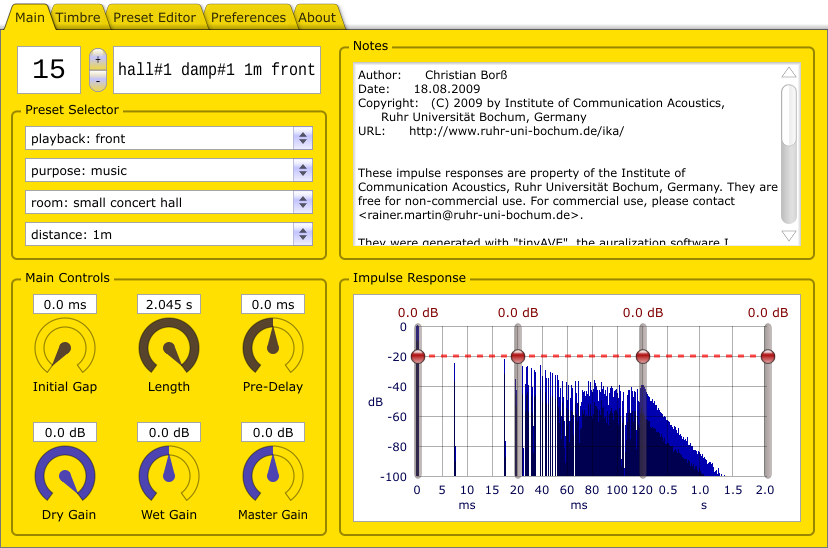 Main Timbre Preset Editor Preferences About
15
+
-
hall#1 damp#1 1m front
Preset Selector
playback: front
purpose: music
room: small concert hall
distance: 1m
Notes
Author: Christian Borß
Date: 18.08.2009
Copyright: (C) 2009 by Institute of Communication Acoustics,
Ruhr Universität Bochum, Germany
URL: http://www.ruhr-uni-bochum.de/ika/
These impulse responses are property of the Institute of
Communication Acoustics, Ruhr Universität Bochum, Germany. They are
free for non-commercial use. For commercial use, please contact
<rainer.martin@ruhr-uni-bochum.de>.
They were generated with "tinyAVE", the auralization software I
Main Controls
0.0 ms 2.045 s 0.0 ms
Initial Gap Length Pre-Delay
0.0 dB 0.0 dB 0.0 dB
Dry Gain Wet Gain Master Gain
Impulse Response
0.0 dB 0.0 dB 0.0 dB 0.0 dB
0
-20
-40
dB
-60
-80
-100
0 5 10 15 20 40 60 80 100 120 0.5 1.0 1.5 2.0
ms ms s